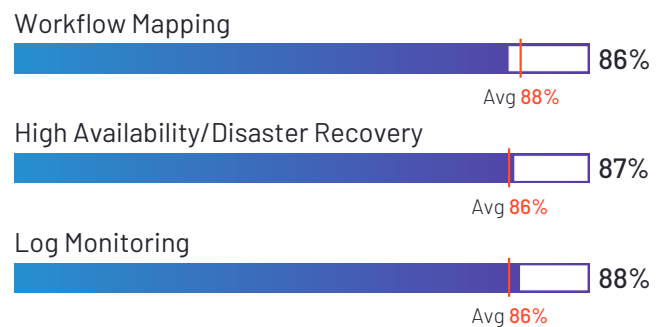 Workflow Mapping
86%
Avg 88%
High Availability/Disaster Recovery
87%
Avg 86%
Log Monitoring
88%
Avg 86%